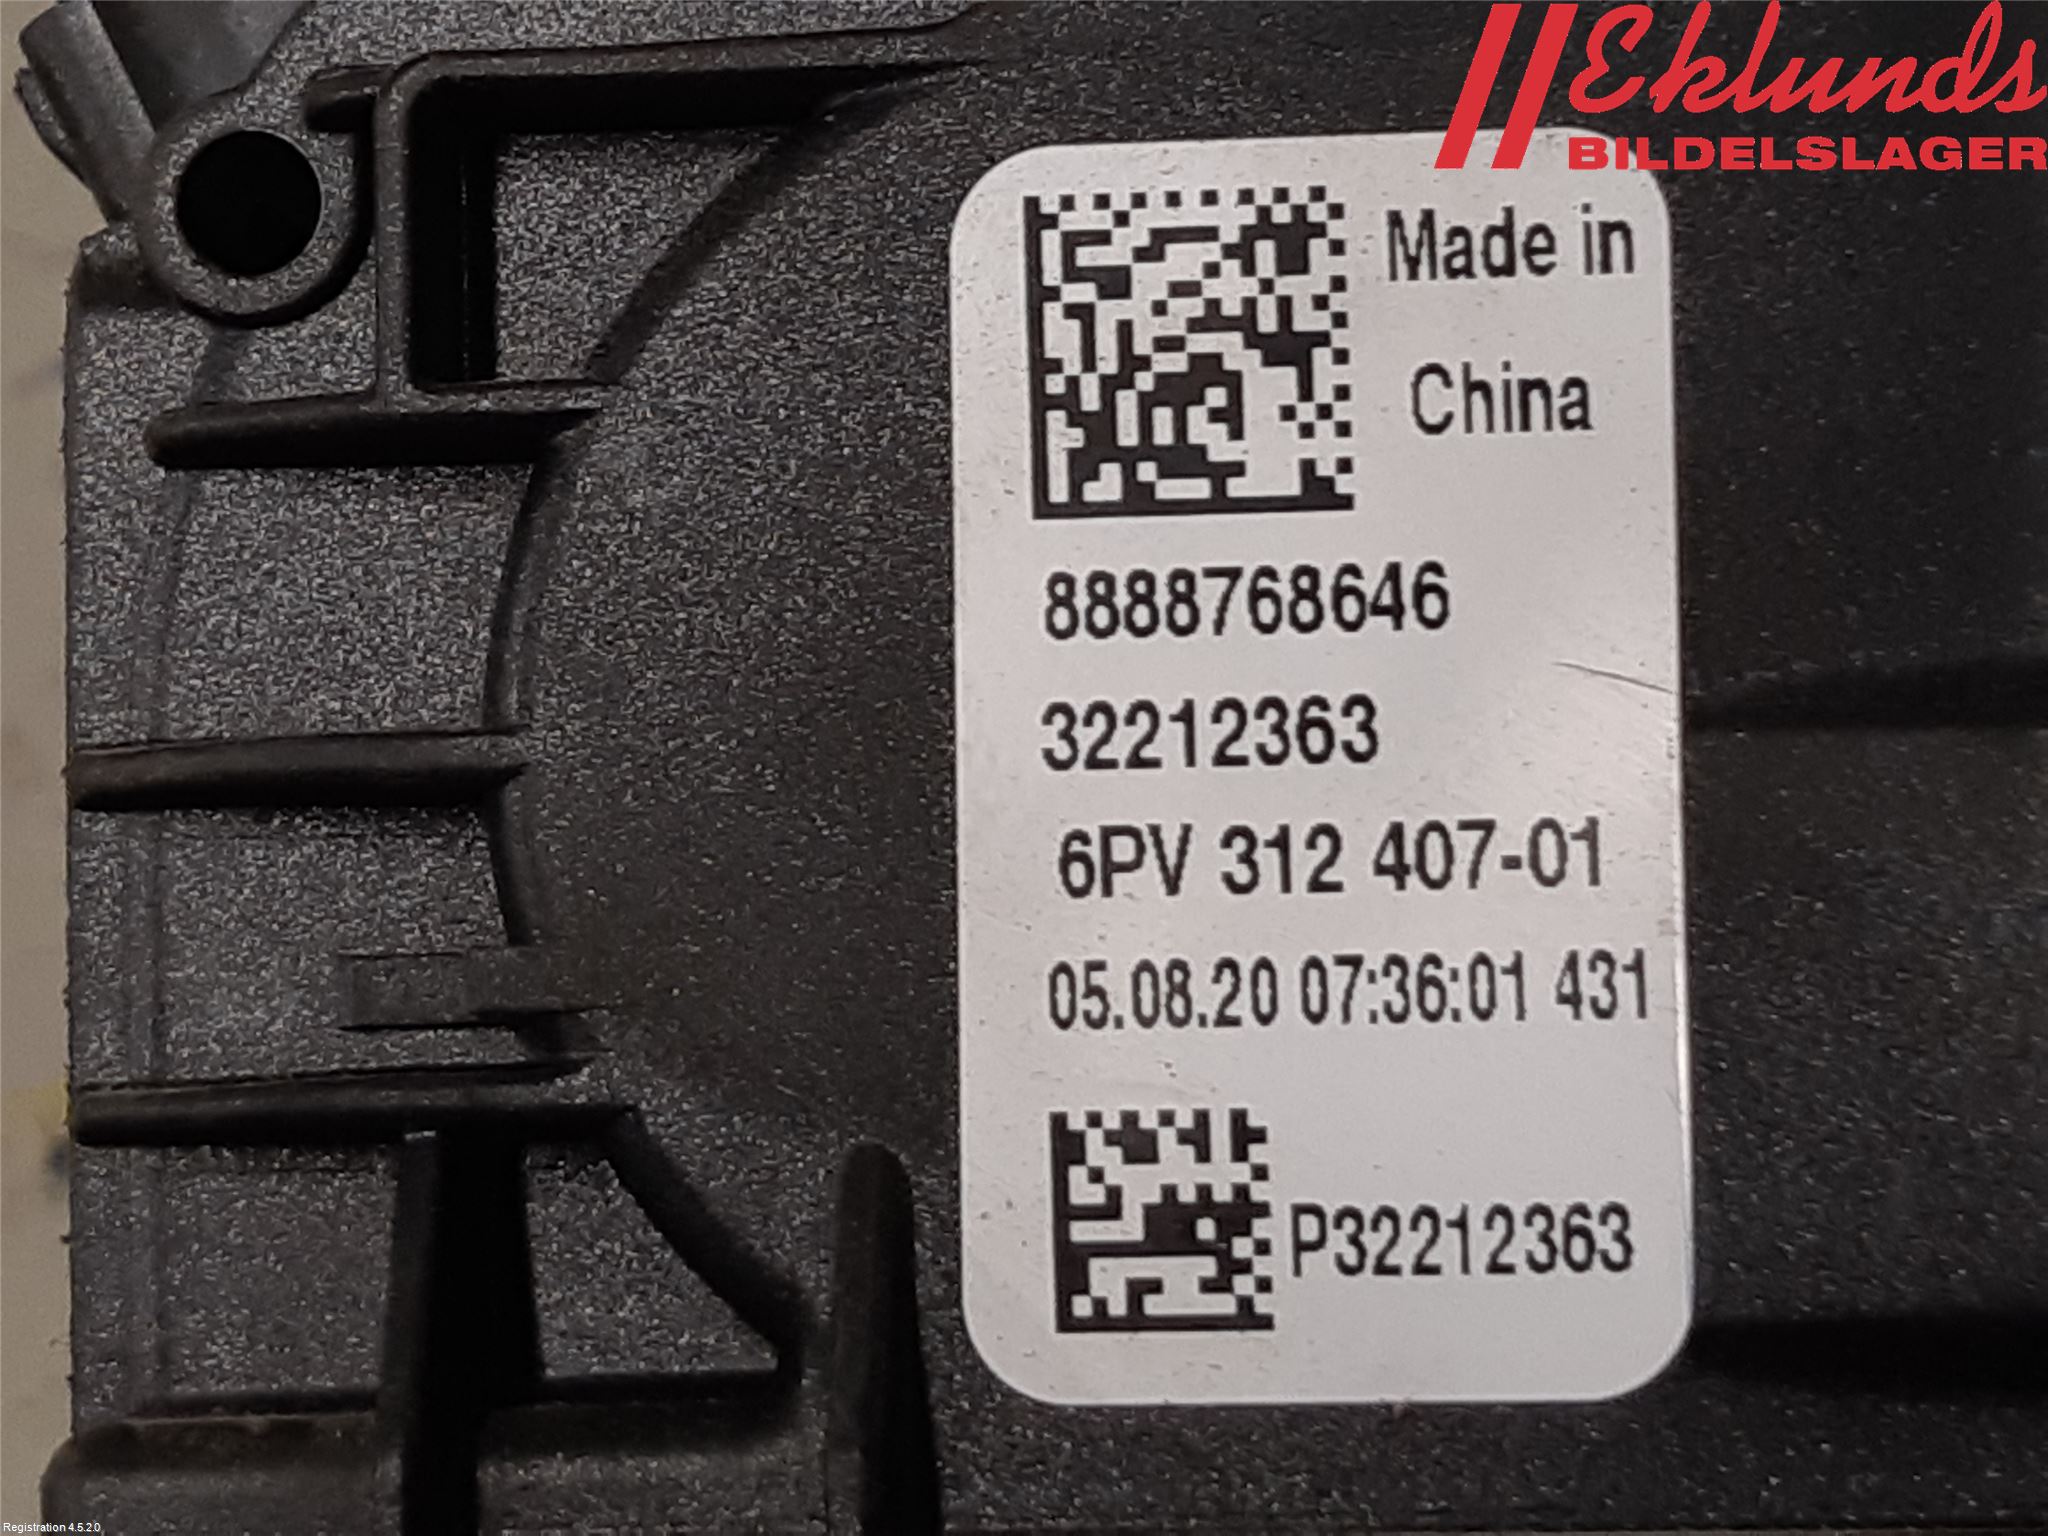 Eklunds
BILDELSLAGER
Made in
China
8888768646
32212363
6PV 312 407-01
05.08.20 07:36:01 431
P32212363
Registration 4.5.2.0